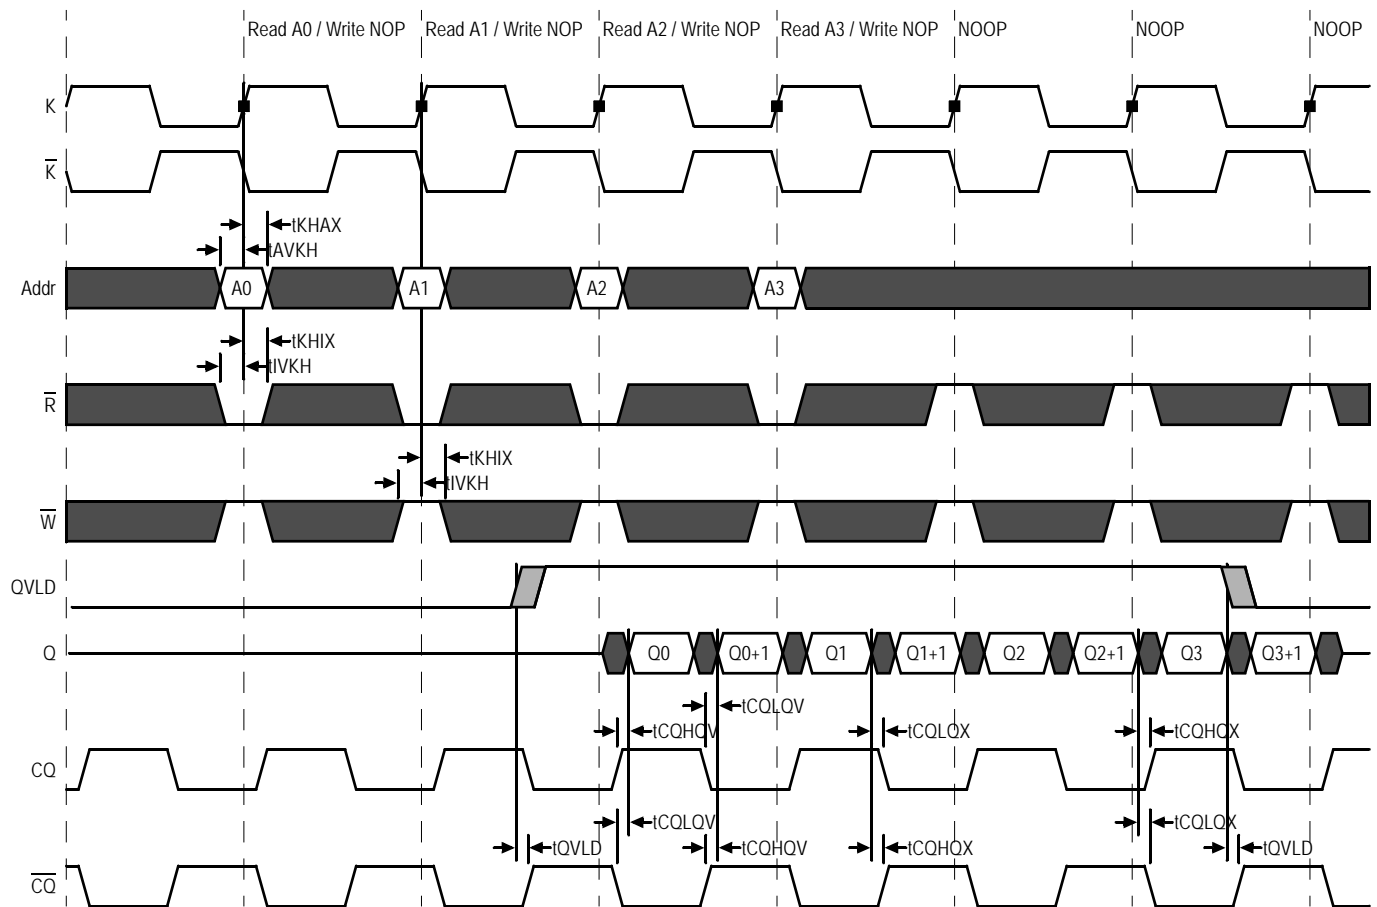 Read A0 / Write NOP Read A1 / Write NOP Read A2 / Write NOP Read A3 / Write NOP NOOP NOOP NOOP
K
K̅
tKHAX
tAVKH
Addr A0 A1 A2 A3
tKHIX
tIVKH
R̅
tKHIX
tIVKH
W̅
QVLD
Q Q0 Q0+1 Q1 Q1+1 Q2 Q2+1 Q3 Q3+1
tCQLQV
tCQHQV tCQLQX tCQHQX
CQ
tCQLQV tCQLQX
tQVLD tCQHQV tCQHQX tQVLD
C̅Q̅